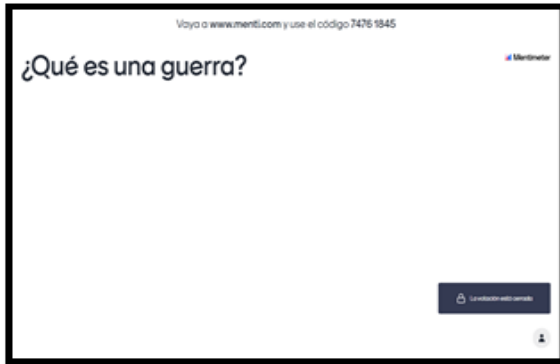 Vaya a www.menti.com y use el código 7476 1845
¿Qué es una guerra?
Mentimeter
La votación está cerrada